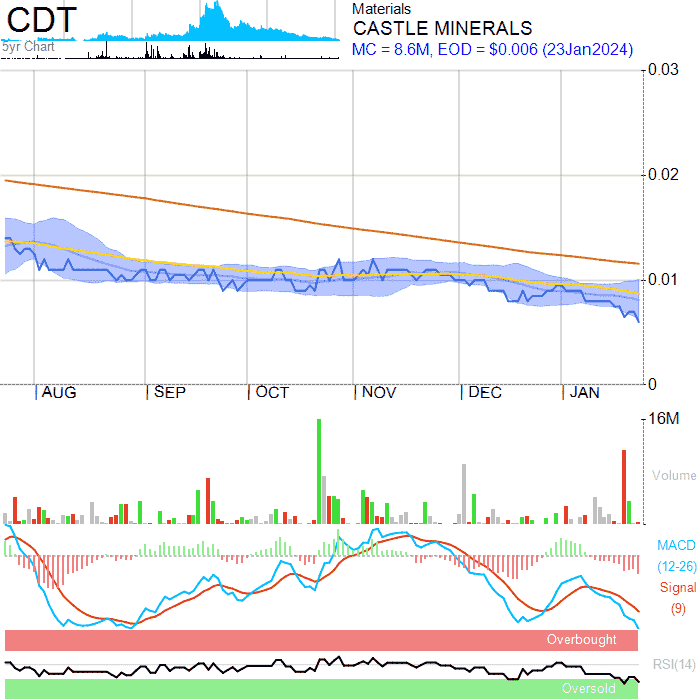 CDT
5yr Chart
Materials
CASTLE MINERALS
MC = 8.6M, EOD = $0.006 (23Jan2024)
0.03
0.02
0.01
0
AUG SEP OCT NOV DEC JAN
16M
Volume
MACD
(12-26)
Signal
(9)
Overbought
RSI(14)
Oversold